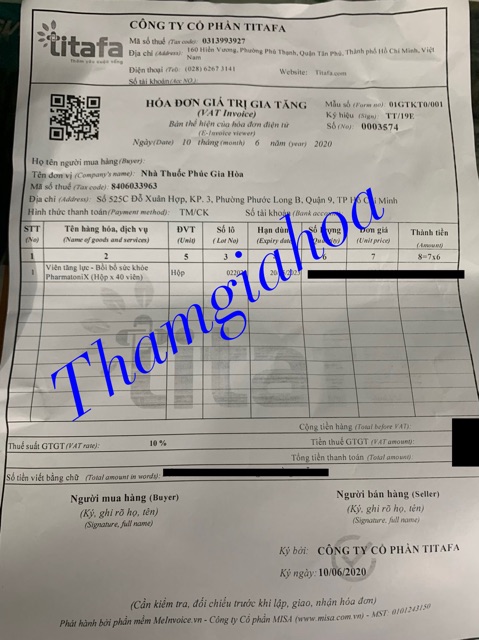 CÔNG TY CỔ PHẦN TITAFA
titafa
Mã số thuế (Tax code): 0313993927
Địa chỉ (Address): 160 Hiền Vương, Phường Phú Thạnh, Quận Tân Phú, Thành phố Hồ Chí Minh, Việt Nam
Điện thoại (Tel): (028) 6267 3141 Website: Titafa.com
Số tài khoản (A/c NO.):
HÓA ĐƠN GIÁ TRỊ GIA TĂNG
(VAT Invoice)
Bản thể hiện của hóa đơn điện tử
(E-Invoice viewer)
Ngày(Date) 10 tháng (month) 6 năm (year) 2020
Mẫu số (Form no) 01GTKT0/001
Ký hiệu (Sign) TT/19E
Số (No) 0003574
Họ tên người mua hàng (Buyer):
Tên đơn vị (Company's name): Nhà Thuốc Phúc Gia Hòa
Mã số thuế (Tax code): 8406033963
Địa chỉ (Address) Số 525C Đỗ Xuân Hợp, KP. 3, Phường Phước Long B, Quận 9, TP Hồ Chí Minh
Hình thức thanh toán(Payment method): TM/CK Số tài khoản (Bank account)
STT Tên hàng hóa, dịch vụ ĐVT Số lô Hạn dùng Số lượng Đơn giá Thành tiền
(No) (Name of goods and services) (Unit) ( Lot No) (Expiry date) (Unit price) (Amount)
1 2 5 3 6 7 8=7x6
1 Viên tăng lực - Bồi bổ sức khỏe Hộp
PharmatoniX (Hộp x 40 viên)
titafa
Thamgiahoa
Cộng tiền hàng (Total before VAT):
Thuế suất GTGT (VAT rate): 10 % Tiền thuế GTGT (VAT amount):
Tổng tiền thanh toán (Total amount):
Số tiền viết bằng chữ (Total amount in words):
Người mua hàng (Buyer) Người bán hàng (Seller)
(Ký, ghi rõ họ, tên) (Ký, ghi rõ họ, tên)
(Signature, full name) (Signature, full name)
Ký bởi: CÔNG TY CỔ PHẦN TITAFA
Ký ngày: 10/06/2020
(Cần kiểm tra, đối chiếu trước khi lập, giao, nhận hóa đơn)
Phát hành bởi phần mềm MeInvoice.vn - Công ty Cổ phần MISA (www.misa.com.vn) - MST: 0101243150